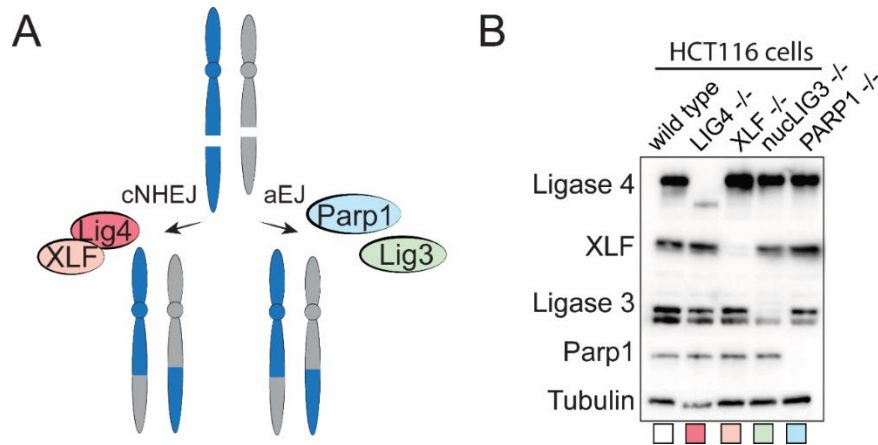 A
cNHEJ
aEJ
Lig4
XLF
Parp1
Lig3
B
HCT116 cells
wild type
LIG4 -/-
XLF -/-
nucLIG3 -/-
PARP1 -/-
Ligase 4
XLF
Ligase 3
Parp1
Tubulin